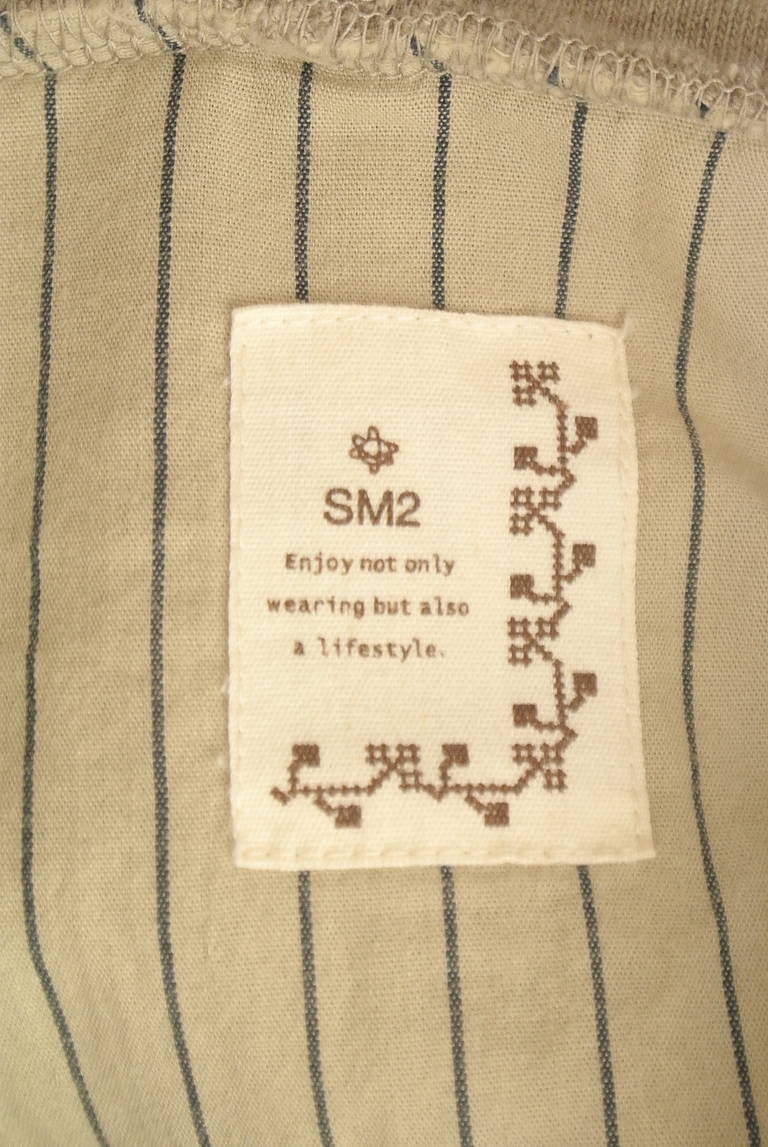 SM2
Enjoy not only
wearing but also
a lifestyle.